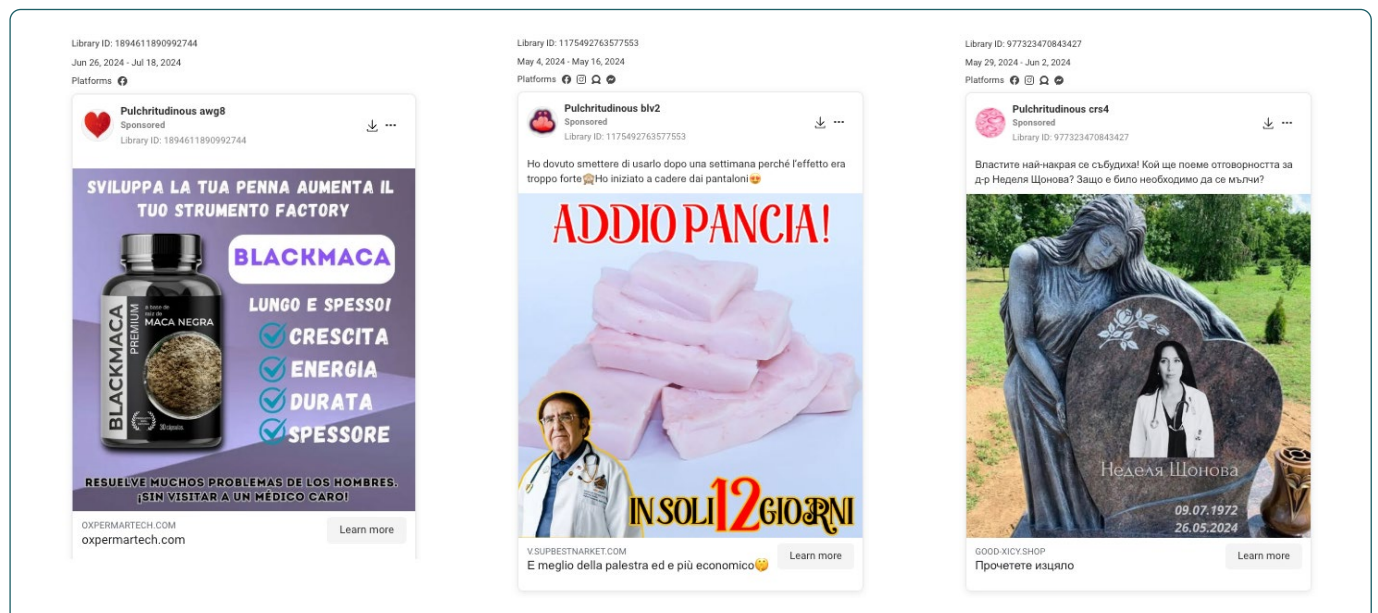 Library ID: 1894611890992744
Jun 26, 2024 - Jul 18, 2024
Platforms
Pulchritudinous awg8
Sponsored
Library ID: 1894611890992744
SVILUPPA LA TUA PENNA AUMENTA IL
TUO STRUMENTO FACTORY
BLACKMACA
LUNGO E SPESSO!
CRESCITA
ENERGIA
DURATA
SPESSORE
BLACKMACA
PREMIUM
MACA NEGRA
RESUELVE MUCHOS PROBLEMAS DE LOS HOMBRES.
¡SIN VISITAR A UN MÉDICO CARO!
OXPERMARTECH.COM
oxpermartech.com
Learn more
Library ID: 1175492763577553
May 4, 2024 - May 16, 2024
Platforms
Pulchritudinous blv2
Sponsored
Library ID: 1175492763577553
Ho dovuto smettere di usarlo dopo una settimana perché l'effetto era
troppo forte🙈Ho iniziato a cadere dai pantaloni😍
ADDIO PANCIA!
IN SOLI 12 GIORNI
V.SUPBESTNARKET.COM
E meglio della palestra ed e più economico🤫
Learn more
Library ID: 977323470843427
May 29, 2024 - Jun 2, 2024
Platforms
Pulchritudinous crs4
Sponsored
Library ID: 977323470843427
Властите най-накрая се събудиха! Кой ще поеме отговорността за
д-р Неделя Щонова? Защо е било необходимо да се мълчи?
Неделя Щонова
09.07.1972
26.05.2024
GOOD-XICY.SHOP
Прочетете изцяло
Learn more